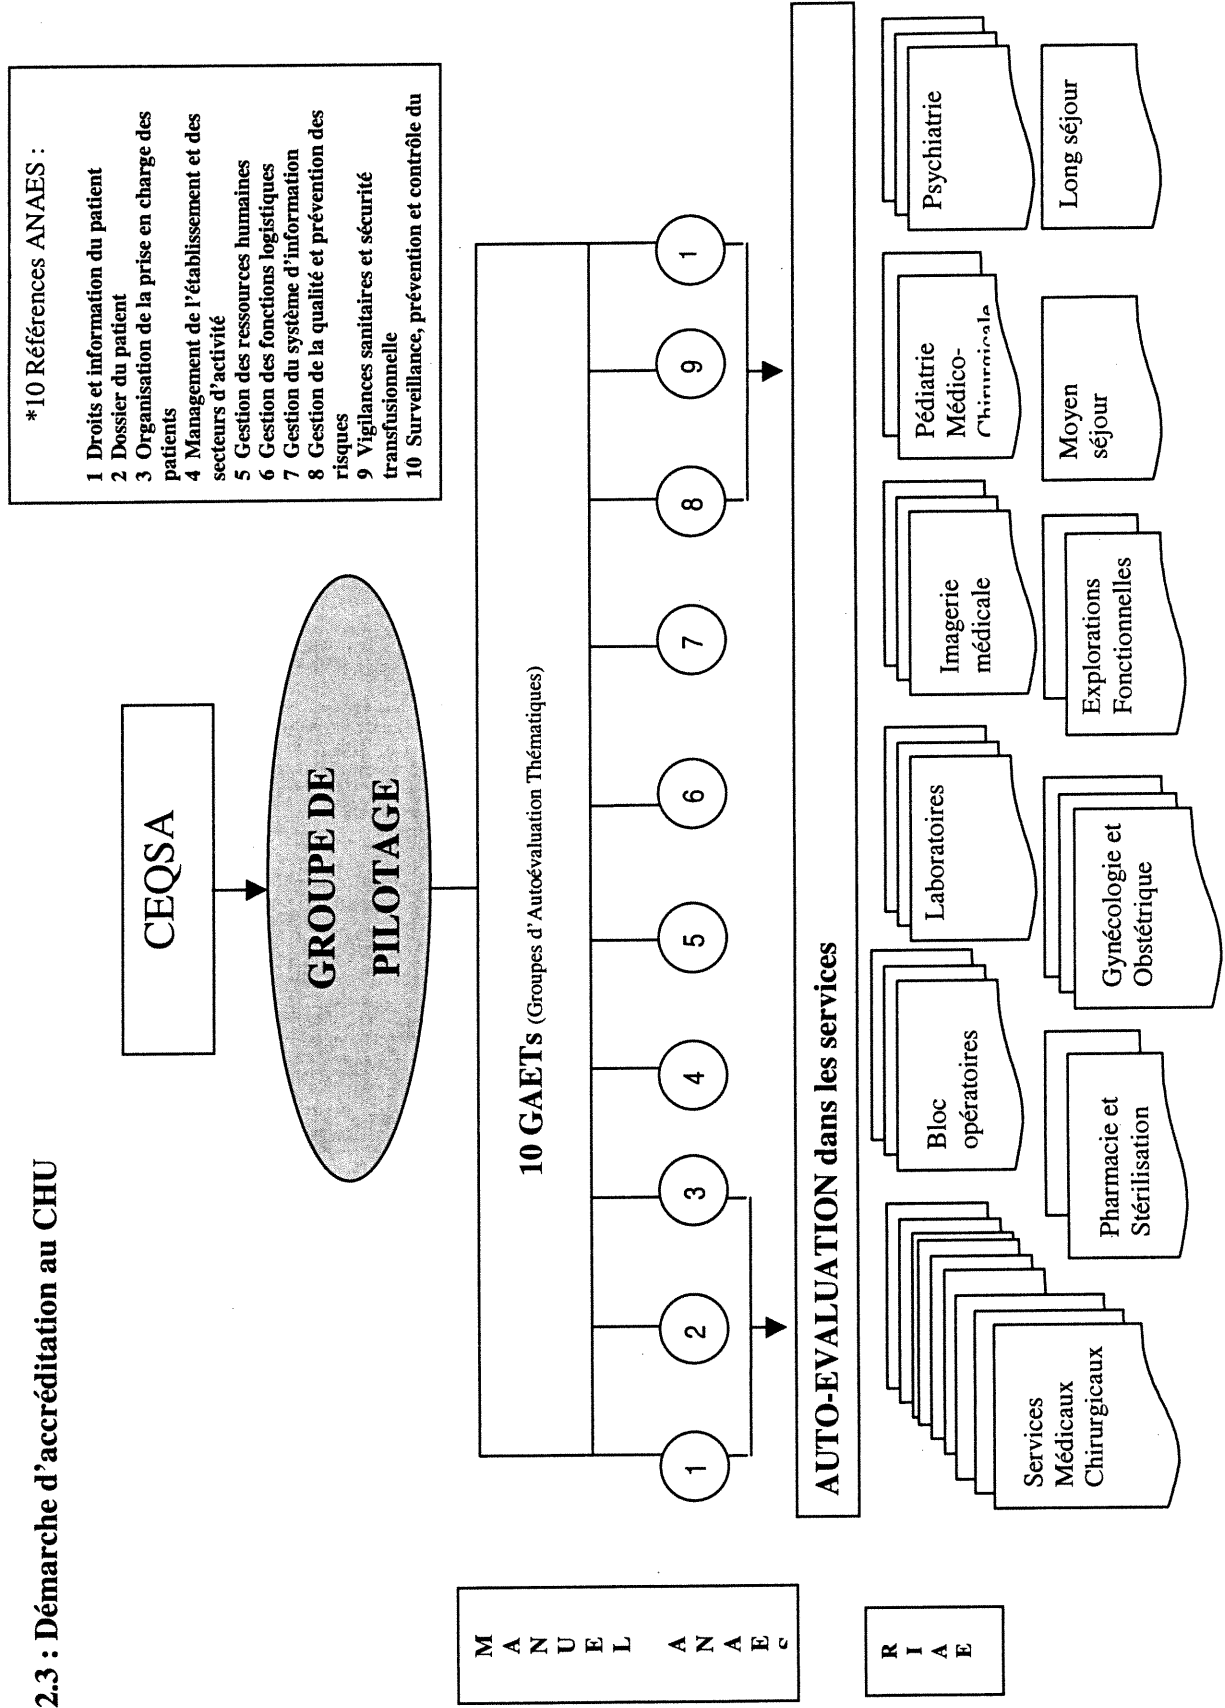 2.3 : Démarche d'accréditation au CHU
CEQSA
GROUPE DE
PILOTAGE
*10 Références ANAES :
1 Droits et information du patient
2 Dossier du patient
3 Organisation de la prise en charge des
patients
4 Management de l'établissement et des
secteurs d'activité
5 Gestion des ressources humaines
6 Gestion des fonctions logistiques
7 Gestion du système d'information
8 Gestion de la qualité et prévention des
risques
9 Vigilances sanitaires et sécurité
transfusionnelle
10 Surveillance, prévention et contrôle du
M
A
N
U
E
L
A
N
A
E
10 GAETs (Groupes d'Autoévaluation Thématiques)
1
2
3
4
5
6
7
8
9
1
AUTO-EVALUATION dans les services
R
I
A
E
Services
Médicaux
Chirurgicaux
Bloc
opératoires
Laboratoires
Imagerie
médicale
Pédiatrie
Médico-
Chirurgicale
Psychiatrie
Pharmacie et
Stérilisation
Gynécologie et
Obstétrique
Explorations
Fonctionnelles
Moyen
séjour
Long séjour